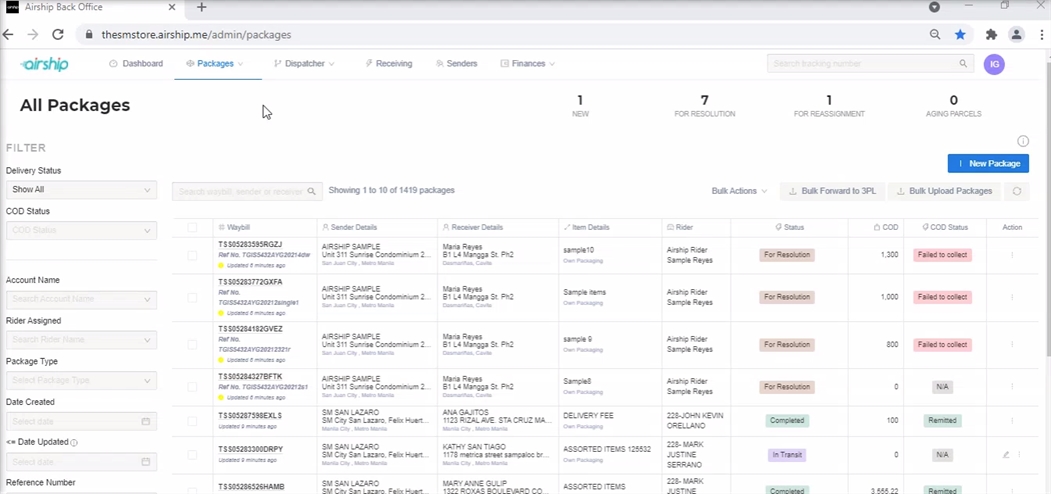 Airship Back Office
thesmstore.airship.me/admin/packages
airship
Dashboard
Packages
Dispatcher
Receiving
Senders
Finances
Search tracking number
IG
All Packages
1
NEW
7
FOR RESOLUTION
1
FOR REASSIGNMENT
0
AGING PARCELS
FILTER
New Package
Delivery Status
Show All
Search waybill, sender or receiver
Showing 1 to 10 of 1419 packages
Bulk Actions
Bulk Forward to 3PL
Bulk Upload Packages
COD Status
COD Status
Account Name
Search Account Name
Rider Assigned
Search Rider Name
Package Type
Select Package Type
Date Created
Select date
<= Date Updated
Select date
Reference Number
Waybill
Sender Details
Receiver Details
Item Details
Rider
Status
COD
COD Status
Action
TSS05283595RGZJ
Ref No. TYGIS5432AYG20214dw
Updated 5 minutes ago
AIRSHIP SAMPLE
Unit 311 Sunrise Condominium 2...
San Juan City , Metro Manila
Maria Reyes
B1 L4 Mangga St. Ph2
Dasmariñas, Cavite
sample10
Own Packaging
Airship Rider
Sample Reyes
For Resolution
1,300
Failed to collect
TSS05283772GXFA
Ref No.
TGIS5432AYG20212single1
Updated 6 minutes ago
AIRSHIP SAMPLE
Unit 311 Sunrise Condominium 2...
San Juan City , Metro Manila
Maria Reyes
B1 L4 Mangga St. Ph2
Dasmariñas, Cavite
Sample items
Own Packaging
Airship Rider
Sample Reyes
For Resolution
1,000
Failed to collect
TSS05284182GVEZ
Ref No.
TGIS5432AYG20212321r
Updated 6 minutes ago
AIRSHIP SAMPLE
Unit 311 Sunrise Condominium 2...
San Juan City , Metro Manila
Maria Reyes
B1 L4 Mangga St. Ph2
Dasmariñas, Cavite
sample 9
Own Packaging
Airship Rider
Sample Reyes
For Resolution
800
Failed to collect
TSS05284327BFTK
Ref No. TGIS5432AYG20212s1
Updated 6 minutes ago
AIRSHIP SAMPLE
Unit 311 Sunrise Condominium 2...
San Juan City , Metro Manila
Maria Reyes
B1 L4 Mangga St. Ph2
Dasmariñas, Cavite
Sample8
Own Packaging
Airship Rider
Sample Reyes
For Resolution
0
N/A
TSS05287598EXLS
Updated 8 minutes ago
SM SAN LAZARO
SM City San Lazaro, Felix Huert...
Manila City , Metro Manila
ANA GAJITOS
1123 RIZAL AVE. STA CRUZ MA...
Manila City , Metro Manila
DELIVERY FEE
Own Packaging
228-JOHN KEVIN
ORELLANO
Completed
100
Remitted
TSS05283300DRPY
Updated 9 minutes ago
SM SAN LAZARO
SM City San Lazaro, Felix Huert...
Manila City , Metro Manila
KATHY SAN TIAGO
1178 metrica street sampaloc br...
Manila City , Metro Manila
ASSORTED ITEMS 125532
Own Packaging
228- MARK
JUSTINE
SERRANO
In Transit
0
N/A
TSS05286526HAMB
SM SAN LAZARO
SM City San Lazaro, Felix Huert...
MARY ANNE GULIP
1321 ROXAS BOULEVARD CO...
ASSORTED ITEMS
228- MARK
JUSTINE
Completed
3,555.22
Remitted